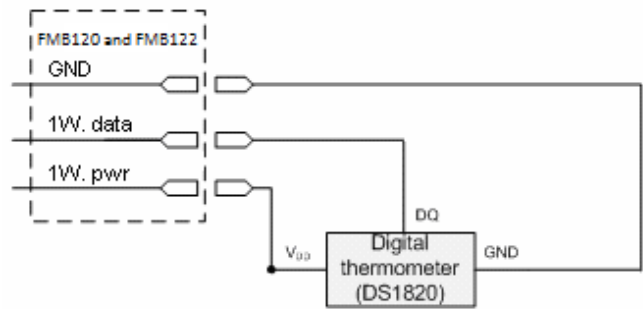 FMB120 and FMB122
GND
1W. data
1W. pwr
DQ
VDD
Digital
thermometer
(DS1820)
GND